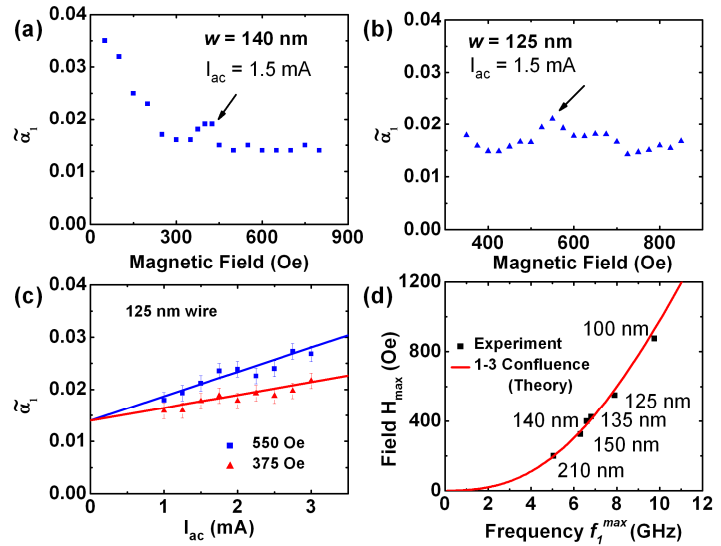 (a)
w = 140 nm
I_ac = 1.5 mA
0.04
0.03
0.02
0.01
0.00
α̃₁
0 300 600 900
Magnetic Field (Oe)
(b)
w = 125 nm
I_ac = 1.5 mA
0.04
0.03
0.02
0.01
0.00
α̃₁
400 600 800
Magnetic Field (Oe)
(c)
125 nm wire
0.04
0.03
0.02
0.01
0.00
α̃₁
550 Oe
375 Oe
0 1 2 3
I_ac (mA)
(d)
1200
800
400
0
Field H_max (Oe)
Experiment
1-3 Confluence
(Theory)
100 nm
125 nm
140 nm
135 nm
150 nm
210 nm
0 2 4 6 8 10 12
Frequency f₁^max (GHz)